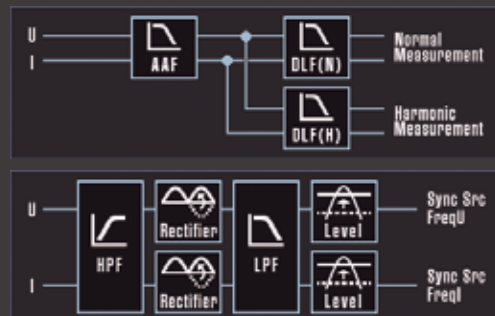 U
I
AAF
DLF(N)
Normal
Measurement
DLF(H)
Harmonic
Measurement
U
I
HPF
Rectifier
Rectifier
LPF
Level
Level
Sync Src
FreqU
Sync Src
FreqI